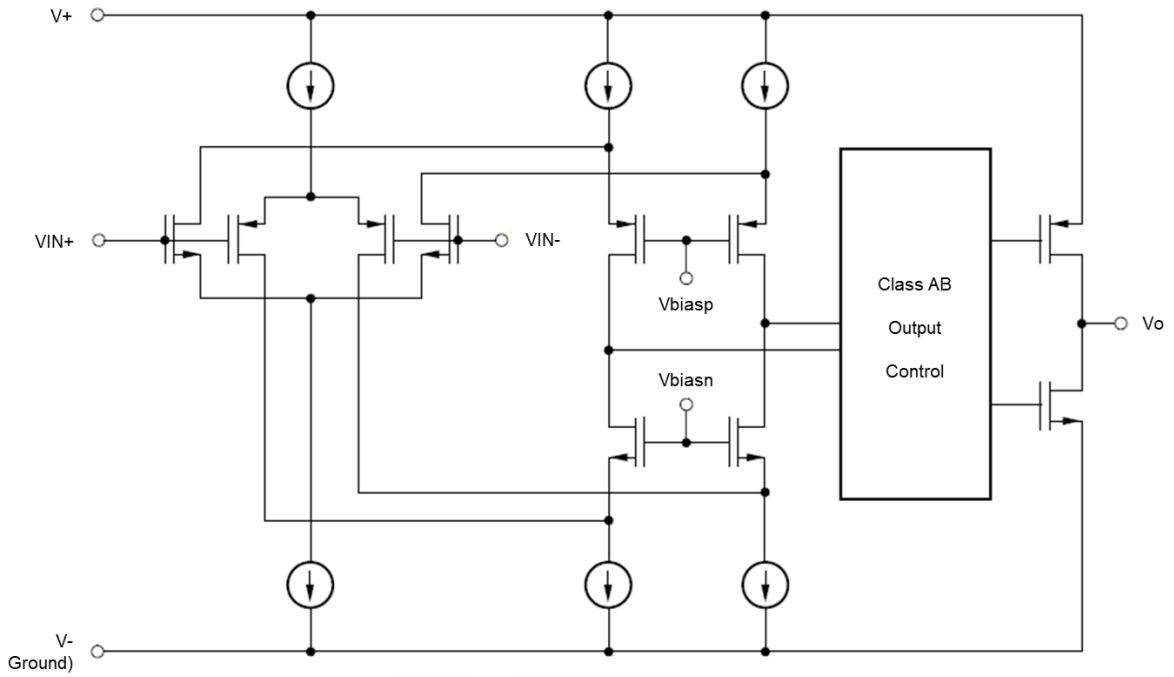 V+
VIN+
VIN-
Vbiasp
Vbiasn
Class AB
Output
Control
Vo
V-
Ground)